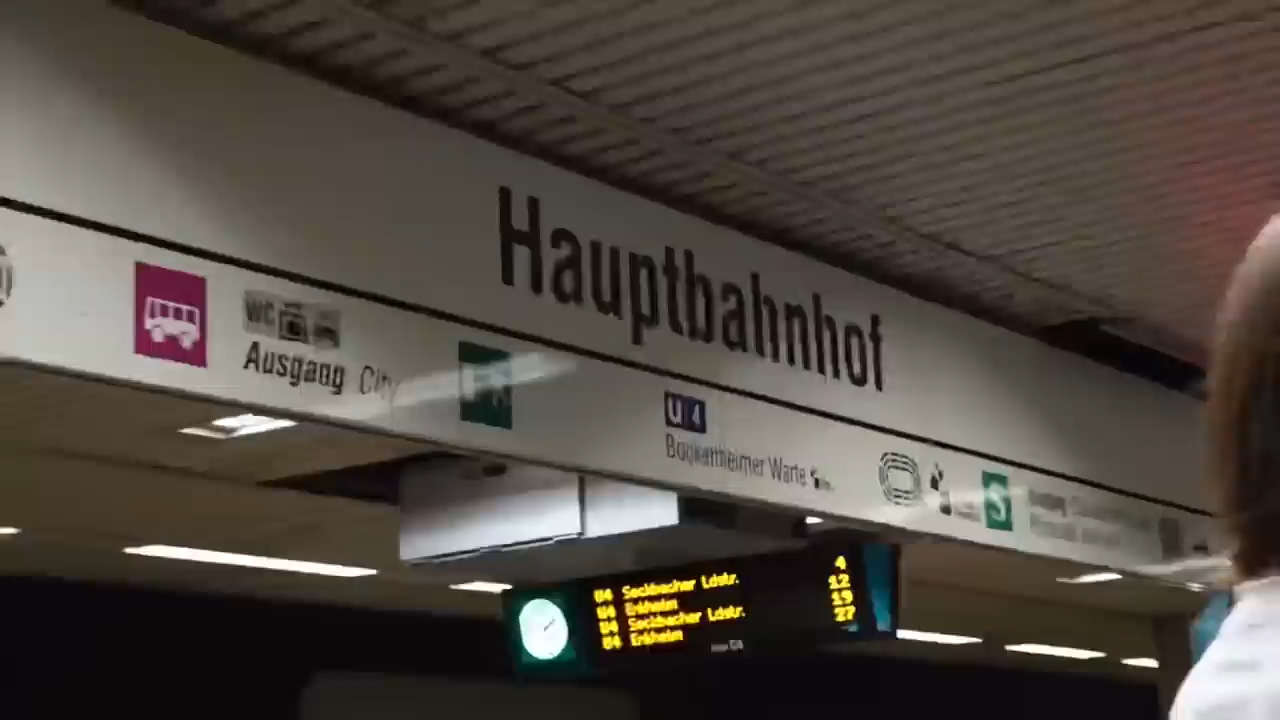 Hauptbahnhof
WC
Ausgang City
U4
Bockenheimer Warte
S
U4 Seckbacher Ldstr. 4
U4 Enkheim 12
U4 Seckbacher Ldstr. 19
U4 Enkheim 27